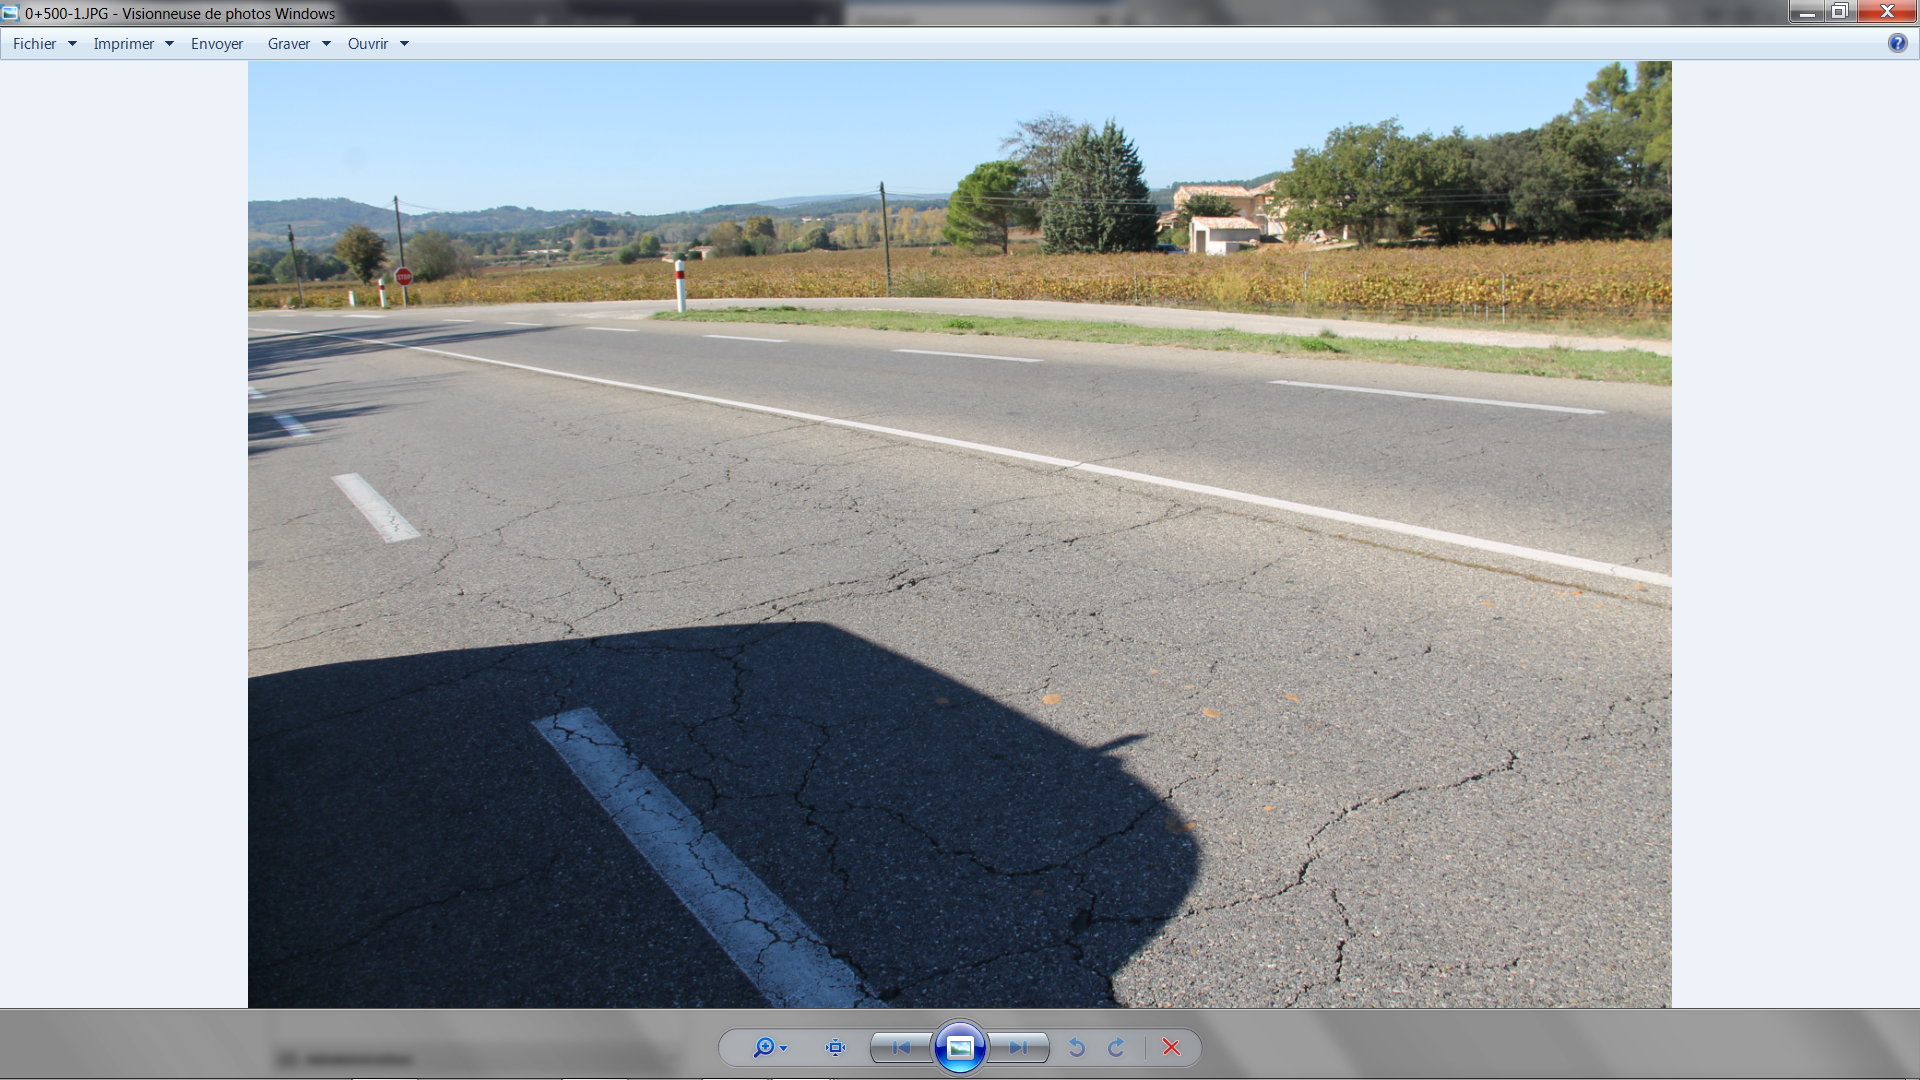 0+500-1.JPG - Visionneuse de photos Windows
Fichier Imprimer Envoyer Graver Ouvrir
STOP